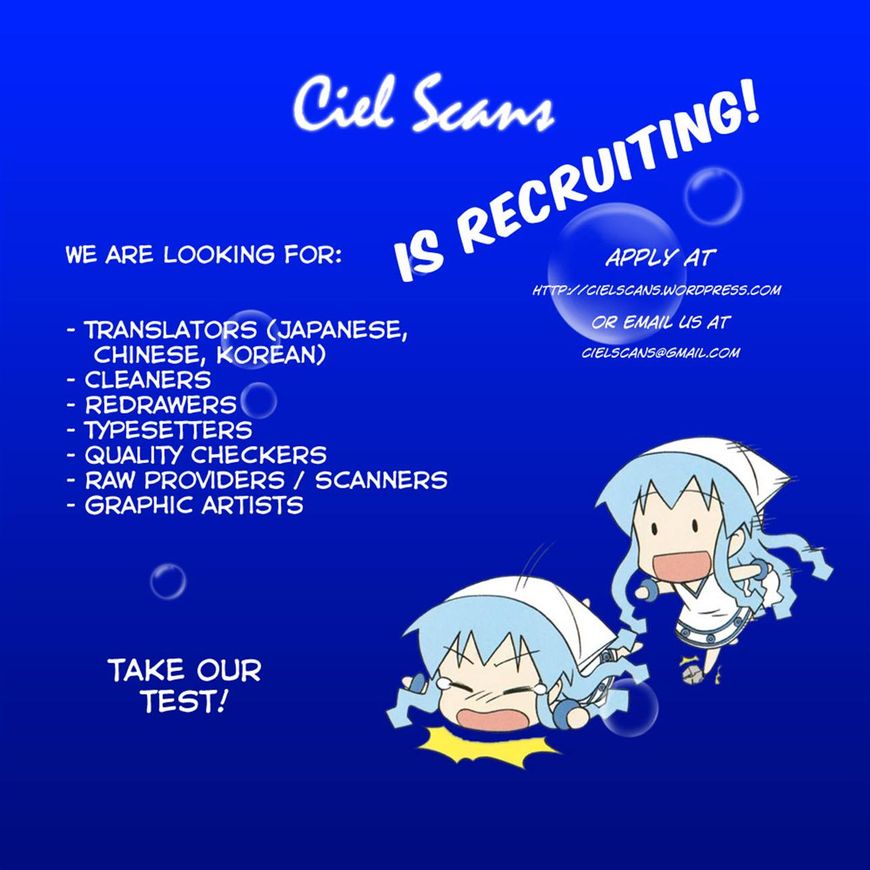 Ciel Scans
IS RECRUITING!
WE ARE LOOKING FOR:
- TRANSLATORS (JAPANESE,
CHINESE, KOREAN)
- CLEANERS
- REDRAWERS
- TYPESETTERS
- QUALITY CHECKERS
- RAW PROVIDERS / SCANNERS
- GRAPHIC ARTISTS
APPLY AT
HTTP://CIELSCANS.WORDPRESS.COM
OR EMAIL US AT
CIELSCANS@GMAIL.COM
TAKE OUR
TEST!